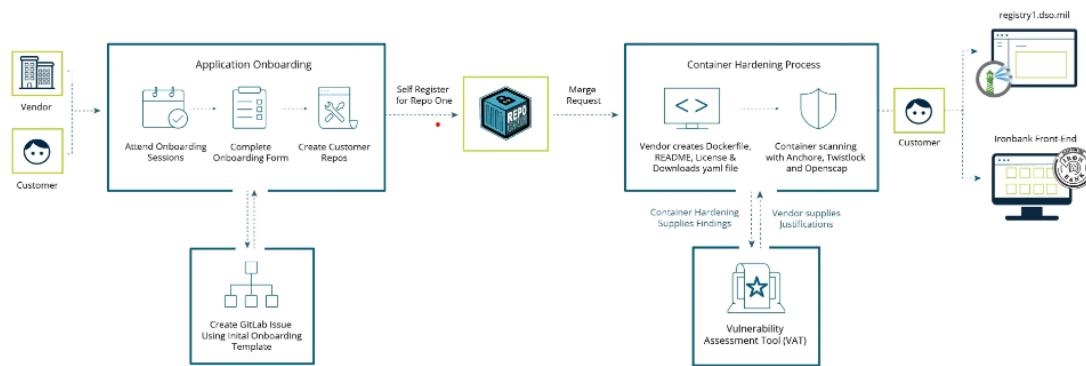 registry1.dso.mil
Application Onboarding
Container Hardening Process
Vendor
Customer
Attend Onboarding
Sessions
Complete
Onboarding Form
Create Customer
Repos
Self Register
for Repo One
REPO
Merge
Request
< >
Vendor creates Dockerfile,
README, License &
Downloads yaml file
Container scanning
with Anchore, Twistlock
and Openscap
Customer
Ironbank Front-End
IRON
BANK
Container Hardening
Supplies Findings
Vendor supplies
Justifications
Create GitLab Issue
Using Inital Onboarding
Template
Vulnerability
Assessment Tool (VAT)